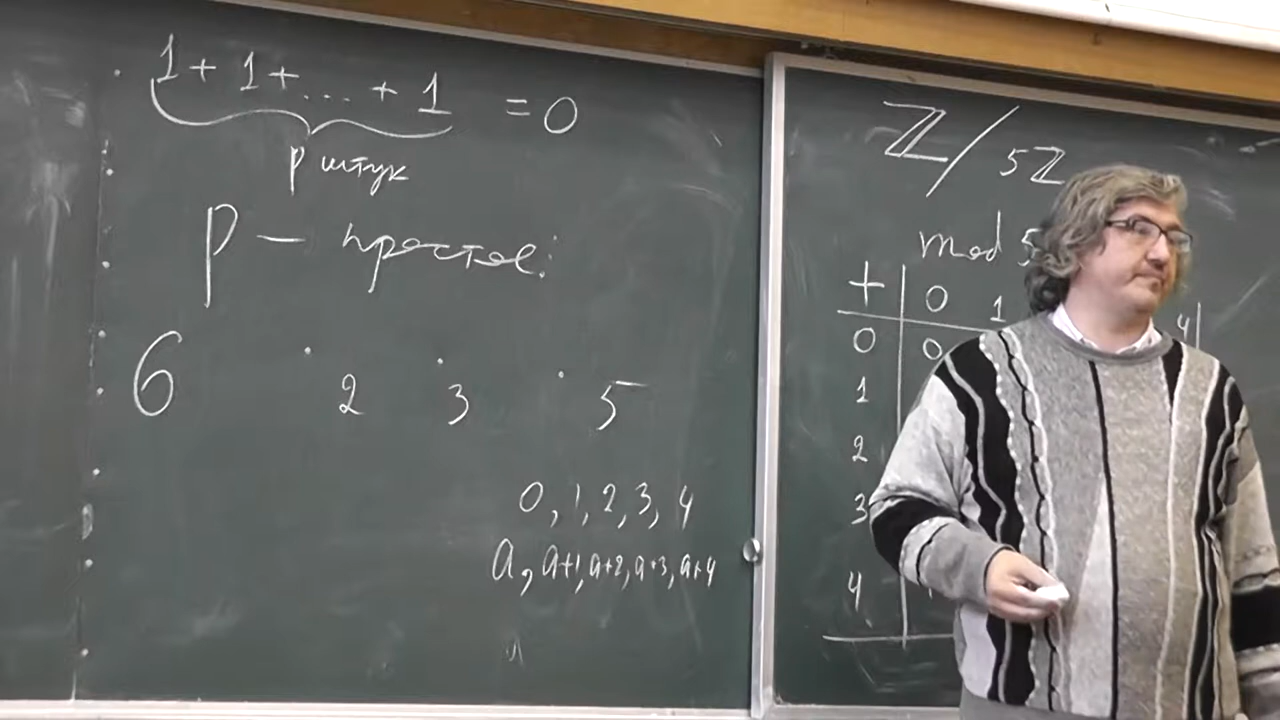 1 + 1 + ... + 1 = 0
p штук
p — простое:
6 2 3 5
0, 1, 2, 3, 4
a, a+1, a+2, a+3, a+4
ℤ/5ℤ
mod 5
+ 0 1 4
0 0
1
2
3
4